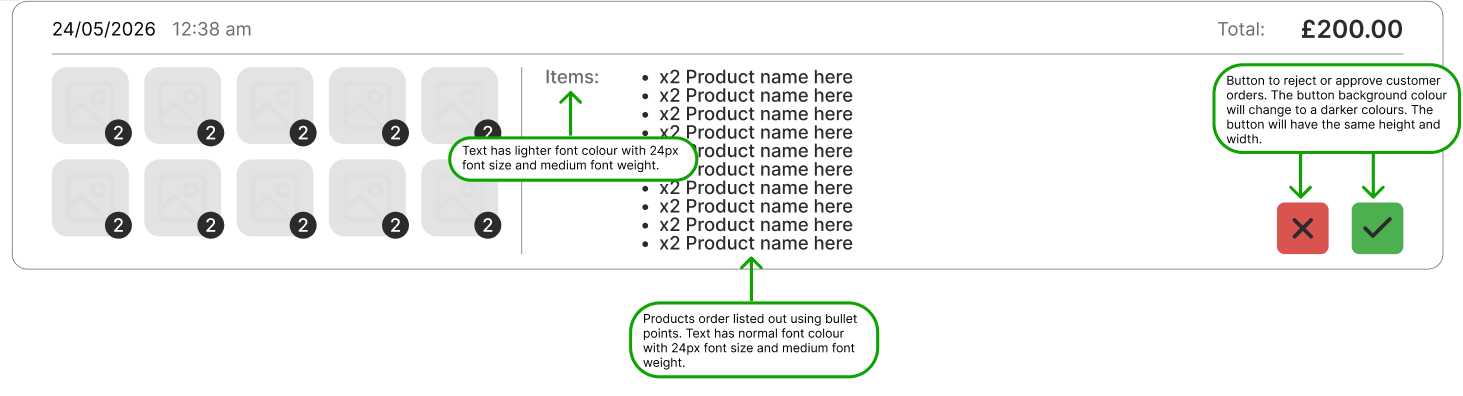 24/05/2026 12:38 am
Total: £200.00
2 2 2 2 2
2 2 2 2 2
Items:
• x2 Product name here
• x2 Product name here
• x2 Product name here
• x2 Product name here
Product name here
• x2 Product name here
• x2 Product name here
• x2 Product name here
• x2 Product name here
• x2 Product name here
Text has lighter font colour with 24px
font size and medium font weight.
Button to reject or approve customer
orders. The button background colour
will change to a darker colours. The
button will have the same height and
width.
Products order listed out using bullet
points. Text has normal font colour
with 24px font size and medium font
weight.